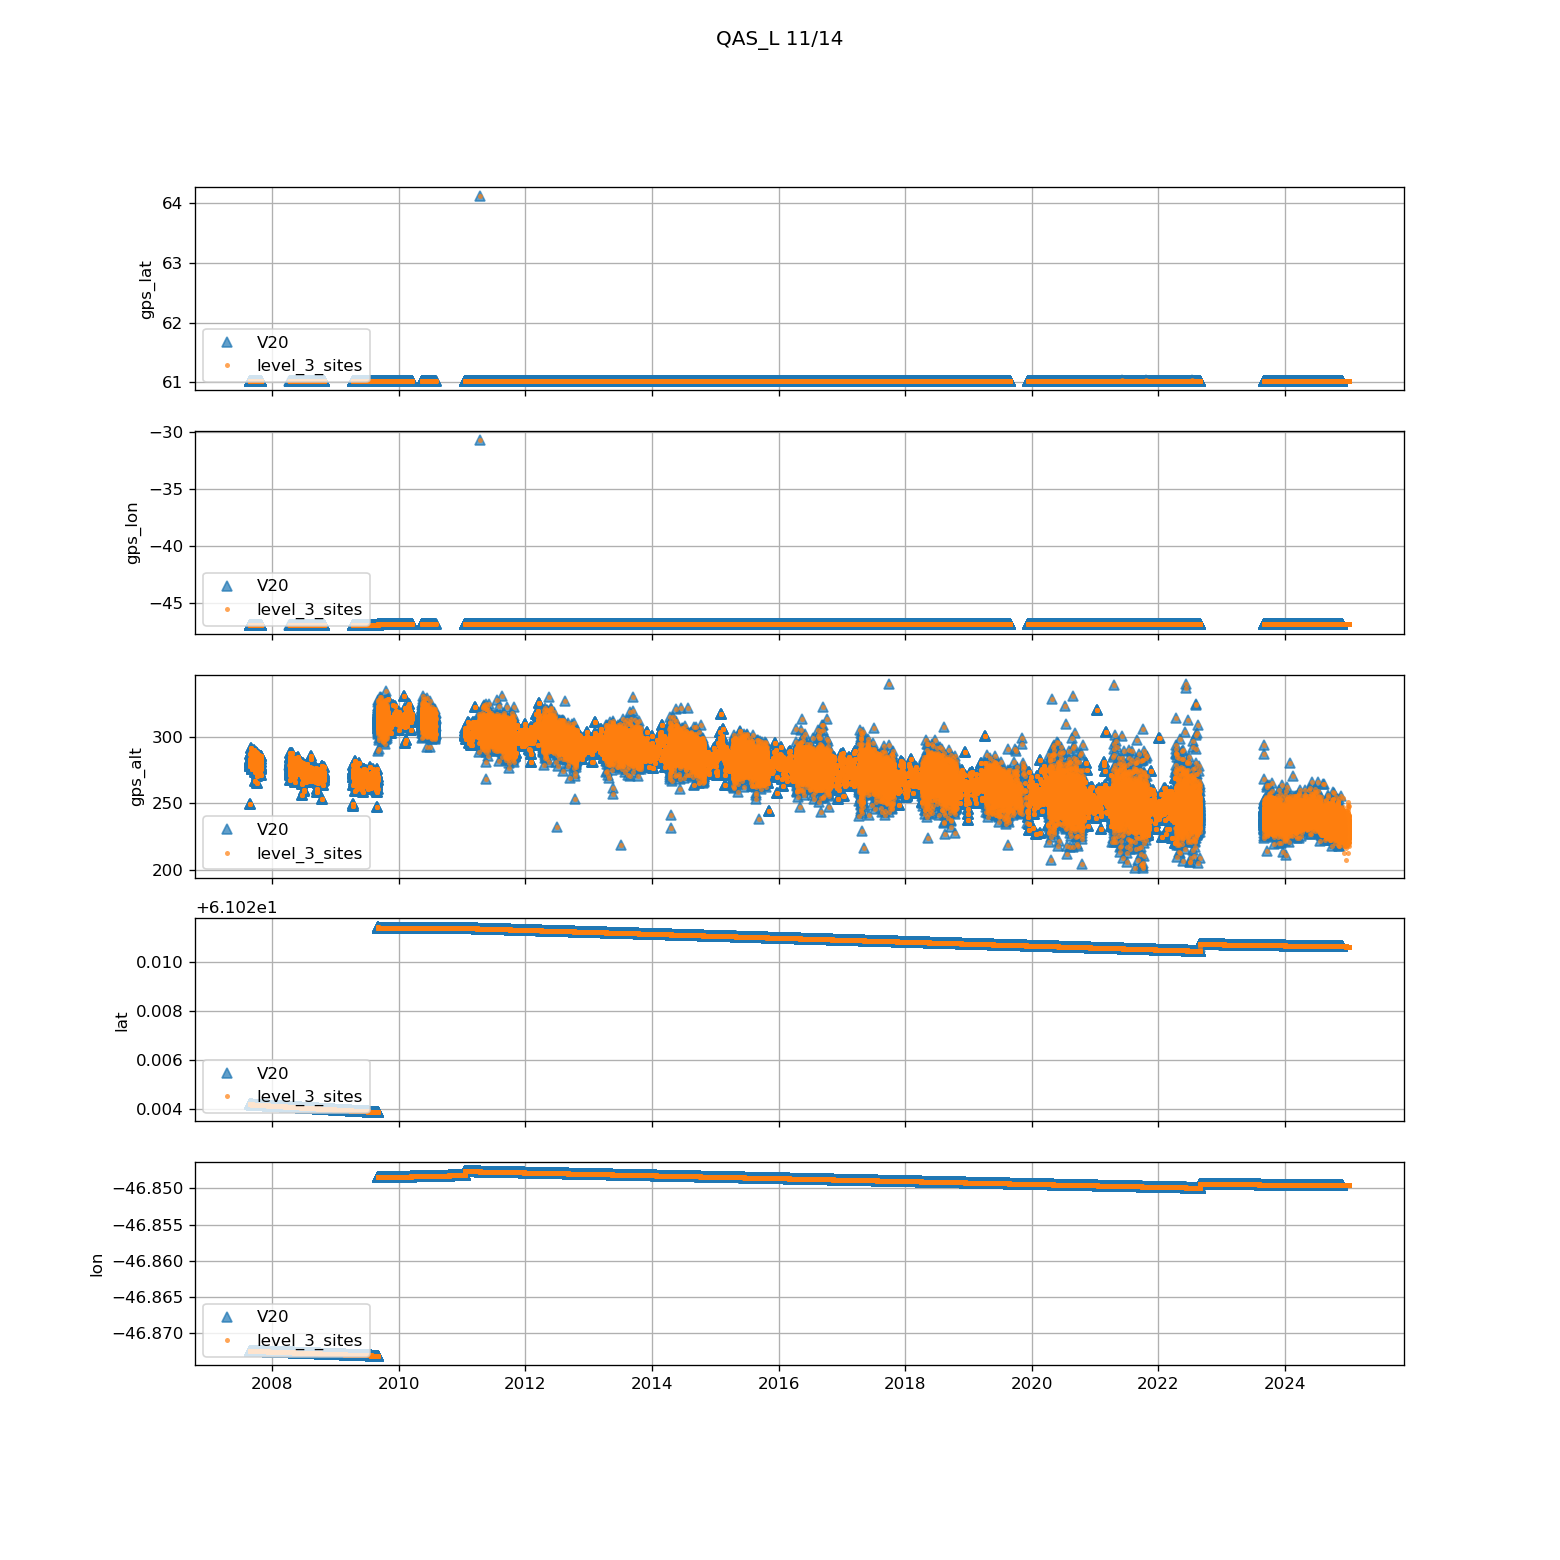 QAS_L 11/14
64
63
62
61
gps_lat
V20
level_3_sites
−30
−35
−40
−45
gps_lon
V20
level_3_sites
300
250
200
gps_alt
V20
level_3_sites
+6.102e1
0.010
0.008
0.006
0.004
lat
V20
level_3_sites
−46.850
−46.855
−46.860
−46.865
−46.870
lon
V20
level_3_sites
2008 2010 2012 2014 2016 2018 2020 2022 2024